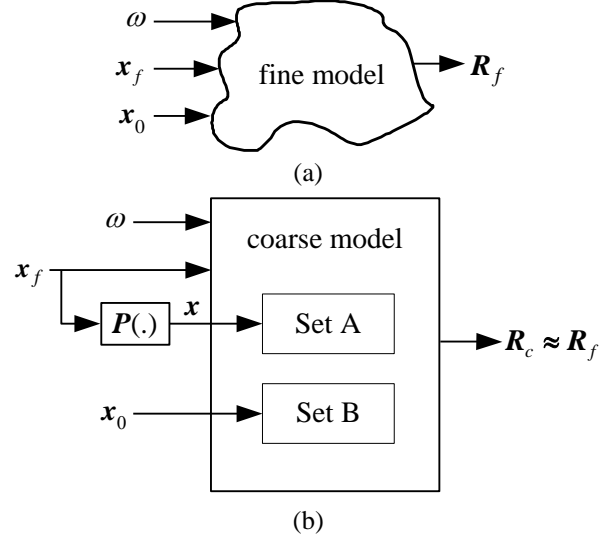 ω
x_f
x_0
fine model
R_f
(a)
ω
coarse model
x_f
P(.)
x
Set A
R_c ≈ R_f
x_0
Set B
(b)